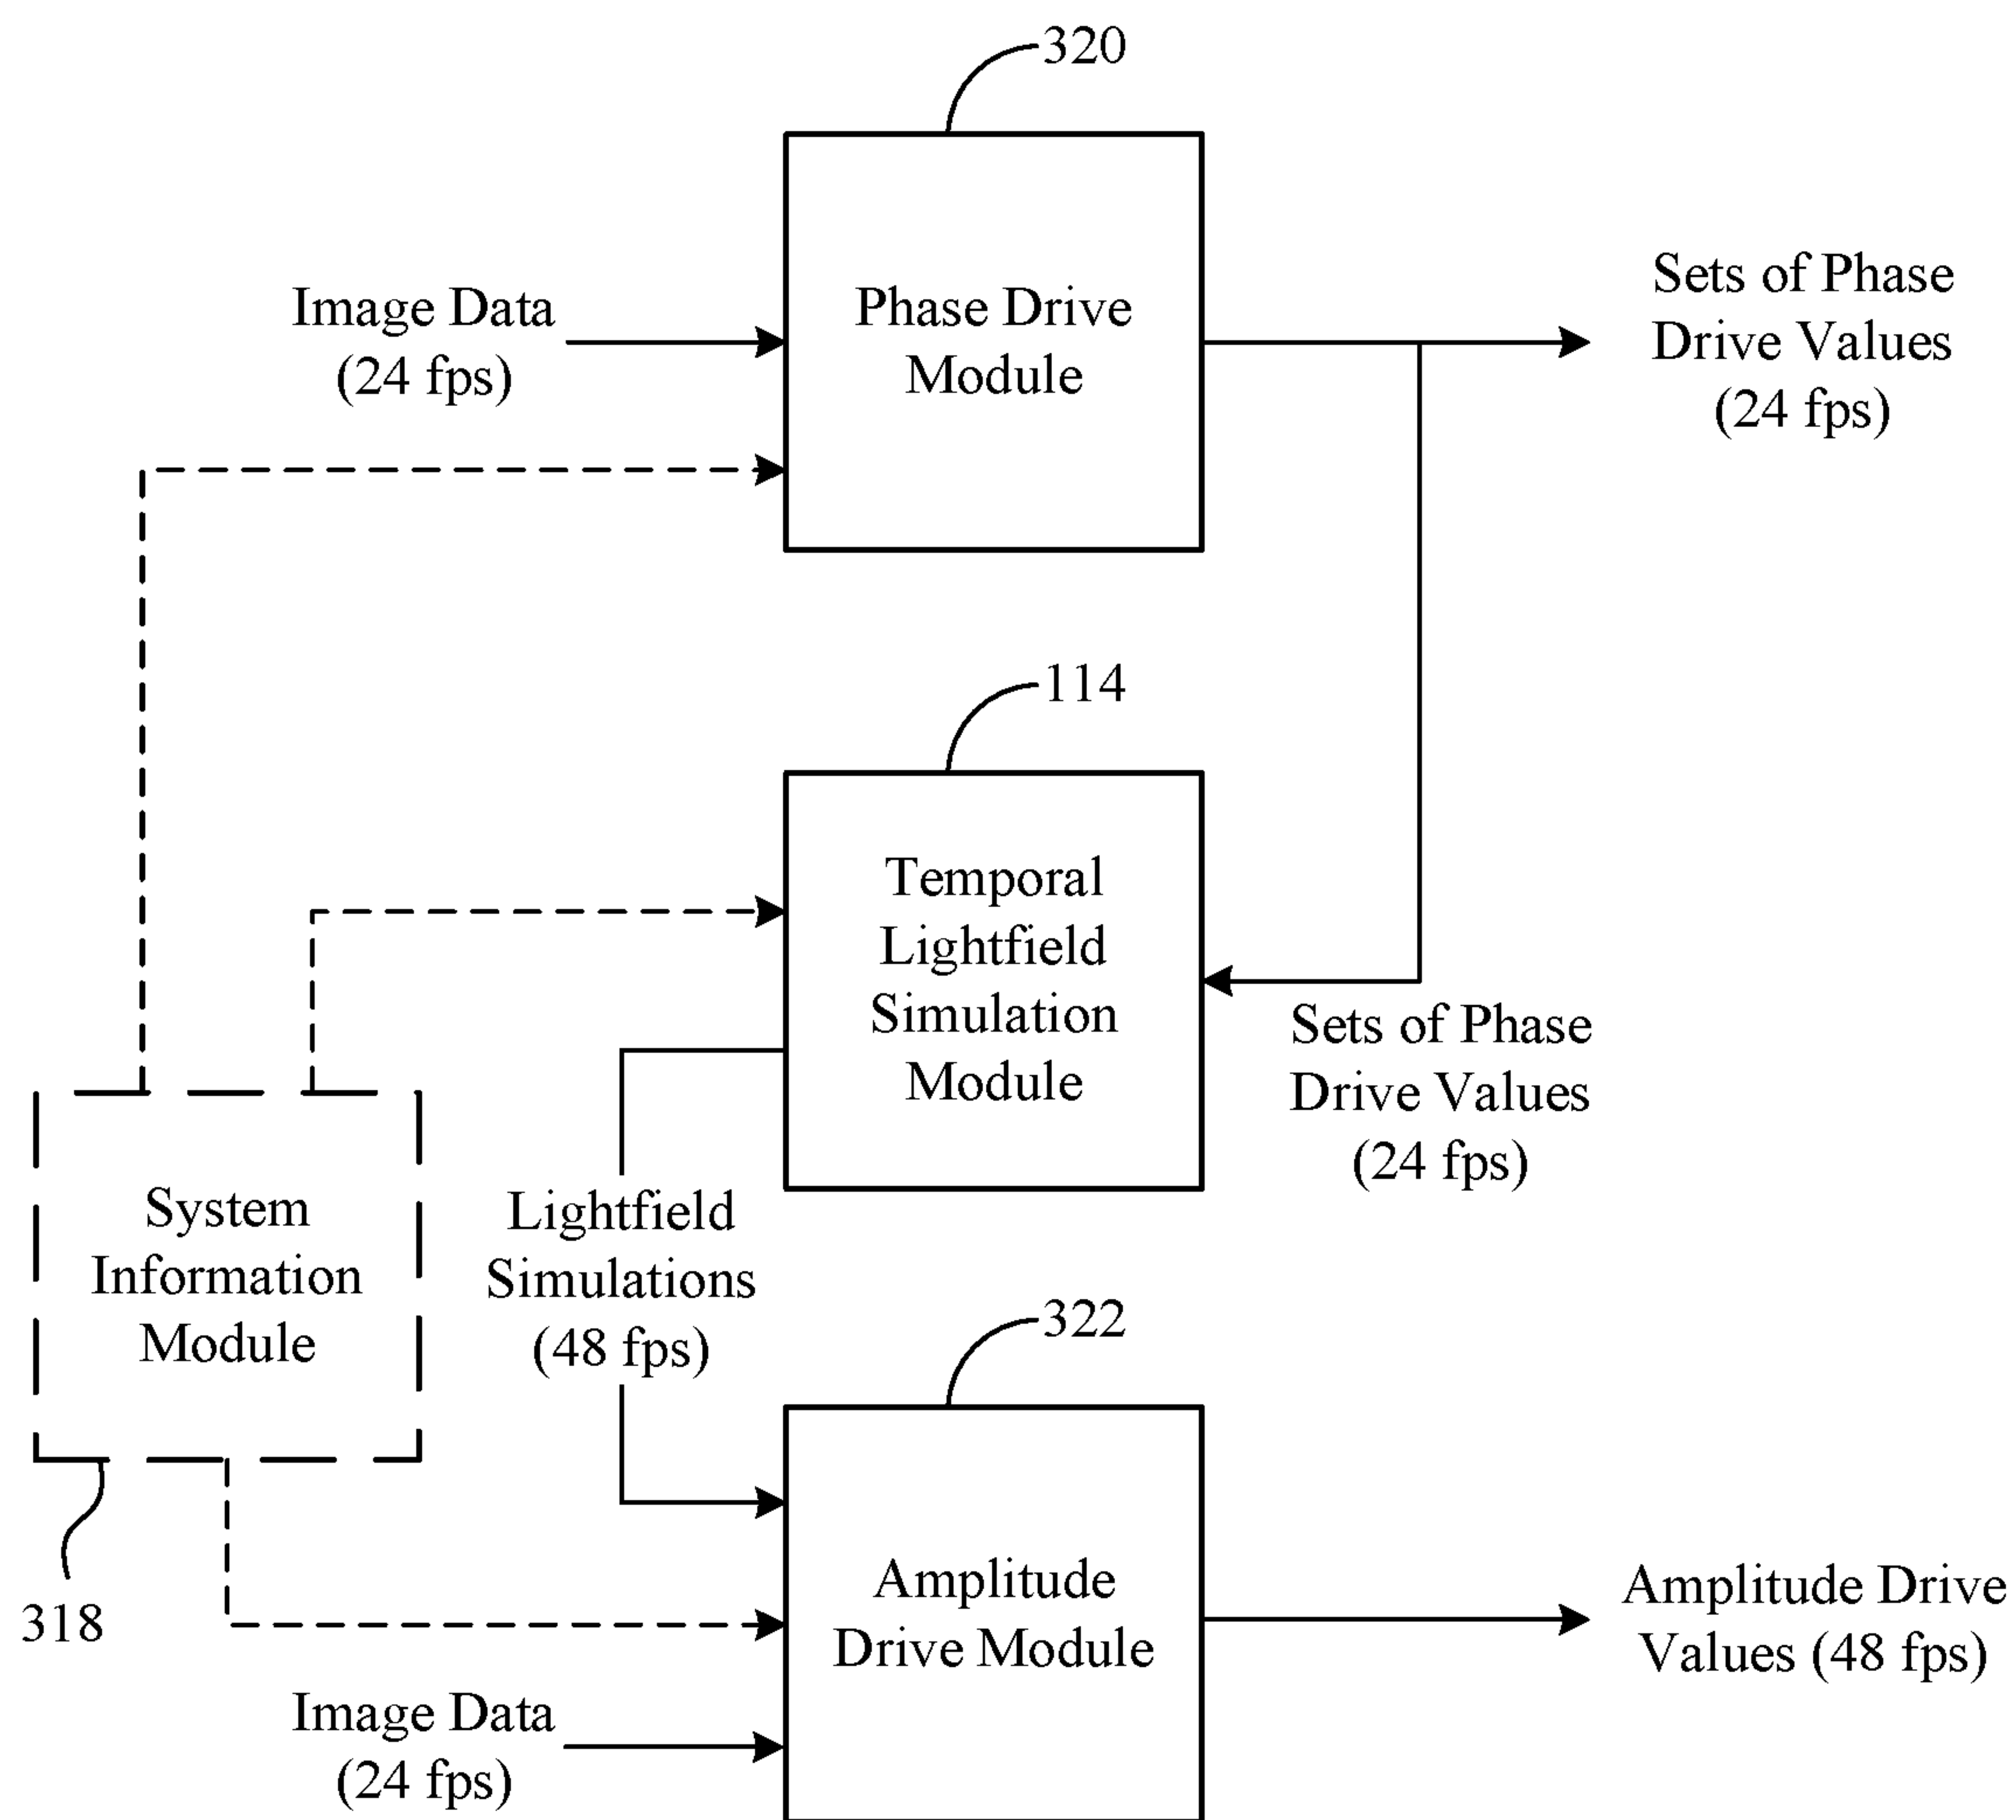 320
Image Data
(24 fps)
Phase Drive
Module
Sets of Phase
Drive Values
(24 fps)
114
Temporal
Lightfield
Simulation
Module
Sets of Phase
Drive Values
(24 fps)
System
Information
Module
318
Lightfield
Simulations
(48 fps)
322
Amplitude
Drive Module
Image Data
(24 fps)
Amplitude Drive
Values (48 fps)